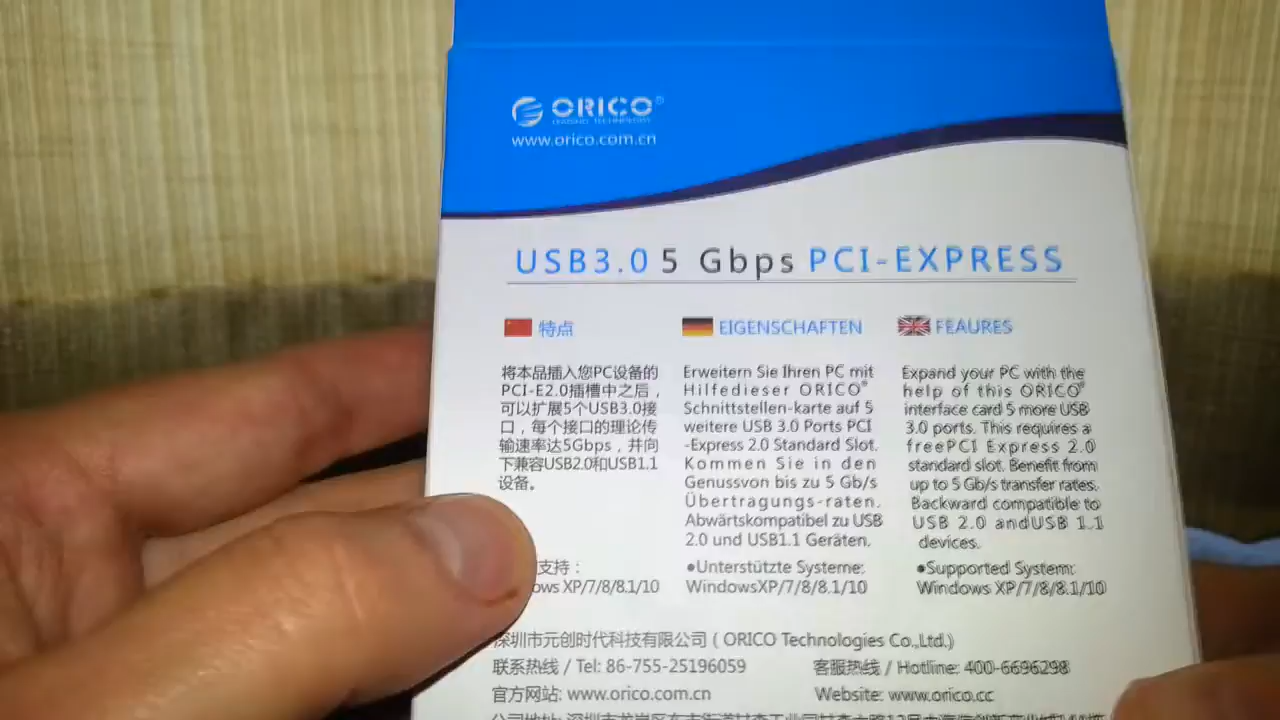 ORICO®
www.orico.com.cn
USB3.0 5 Gbps PCI-EXPRESS
特点
将本品插入您PC设备的
PCI-E2.0插槽中之后，
可以扩展5个USB3.0接
口，每个接口的理论传
输速率达5Gbps，并向
下兼容USB2.0和USB1.1
设备。
支持：
ows XP/7/8/8.1/10
EIGENSCHAFTEN
Erweitern Sie Ihren PC mit
Hilfedieser ORICO®
Schnittstellen-karte auf 5
weitere USB 3.0 Ports PCI
-Express 2.0 Standard Slot.
Kommen Sie in den
Genussvon bis zu 5 Gb/s
Übertragungs-raten.
Abwärtskompatibel zu USB
2.0 und USB1.1 Geräten.
●Unterstützte Systeme:
WindowsXP/7/8/8.1/10
FEAURES
Expand your PC with the
help of this ORICO®
interface card 5 more USB
3.0 ports. This requires a
freePCI Express 2.0
standard slot. Benefit from
up to 5 Gb/s transfer rates.
Backward compatible to
USB 2.0 andUSB 1.1
devices.
●Supported System:
Windows XP/7/8/8.1/10
深圳市元创时代科技有限公司 ( ORICO Technologies Co.,Ltd.)
联系热线 / Tel: 86-755-25196059 客服热线 / Hotline: 400-6696298
官方网站: www.orico.com.cn Website: www.orico.cc